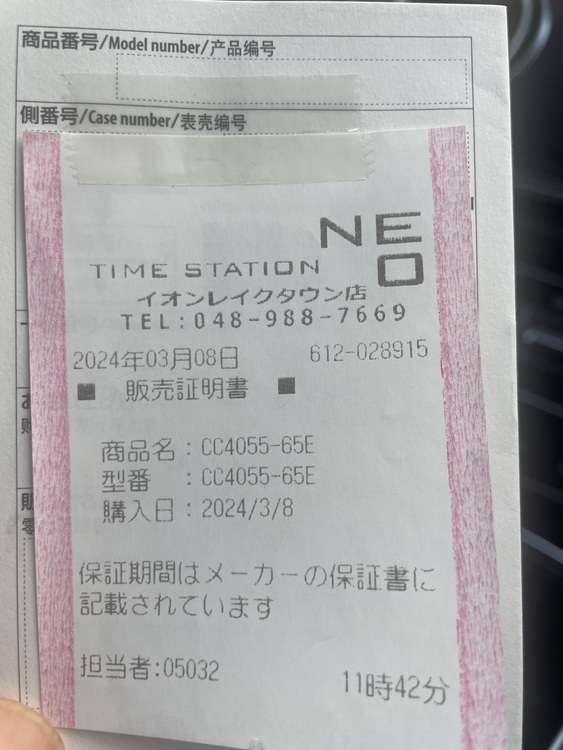 商品番号/Model number/产品编号
側番号/Case number/表壳编号
NEO
TIME STATION
イオンレイクタウン店
TEL:048-988-7669
2024年03月08日 612-028915
■ 販売証明書 ■
商品名:CC4055-65E
型番:CC4055-65E
購入日:2024/3/8
保証期間はメーカーの保証書に
記載されています
担当者:05032
11時42分